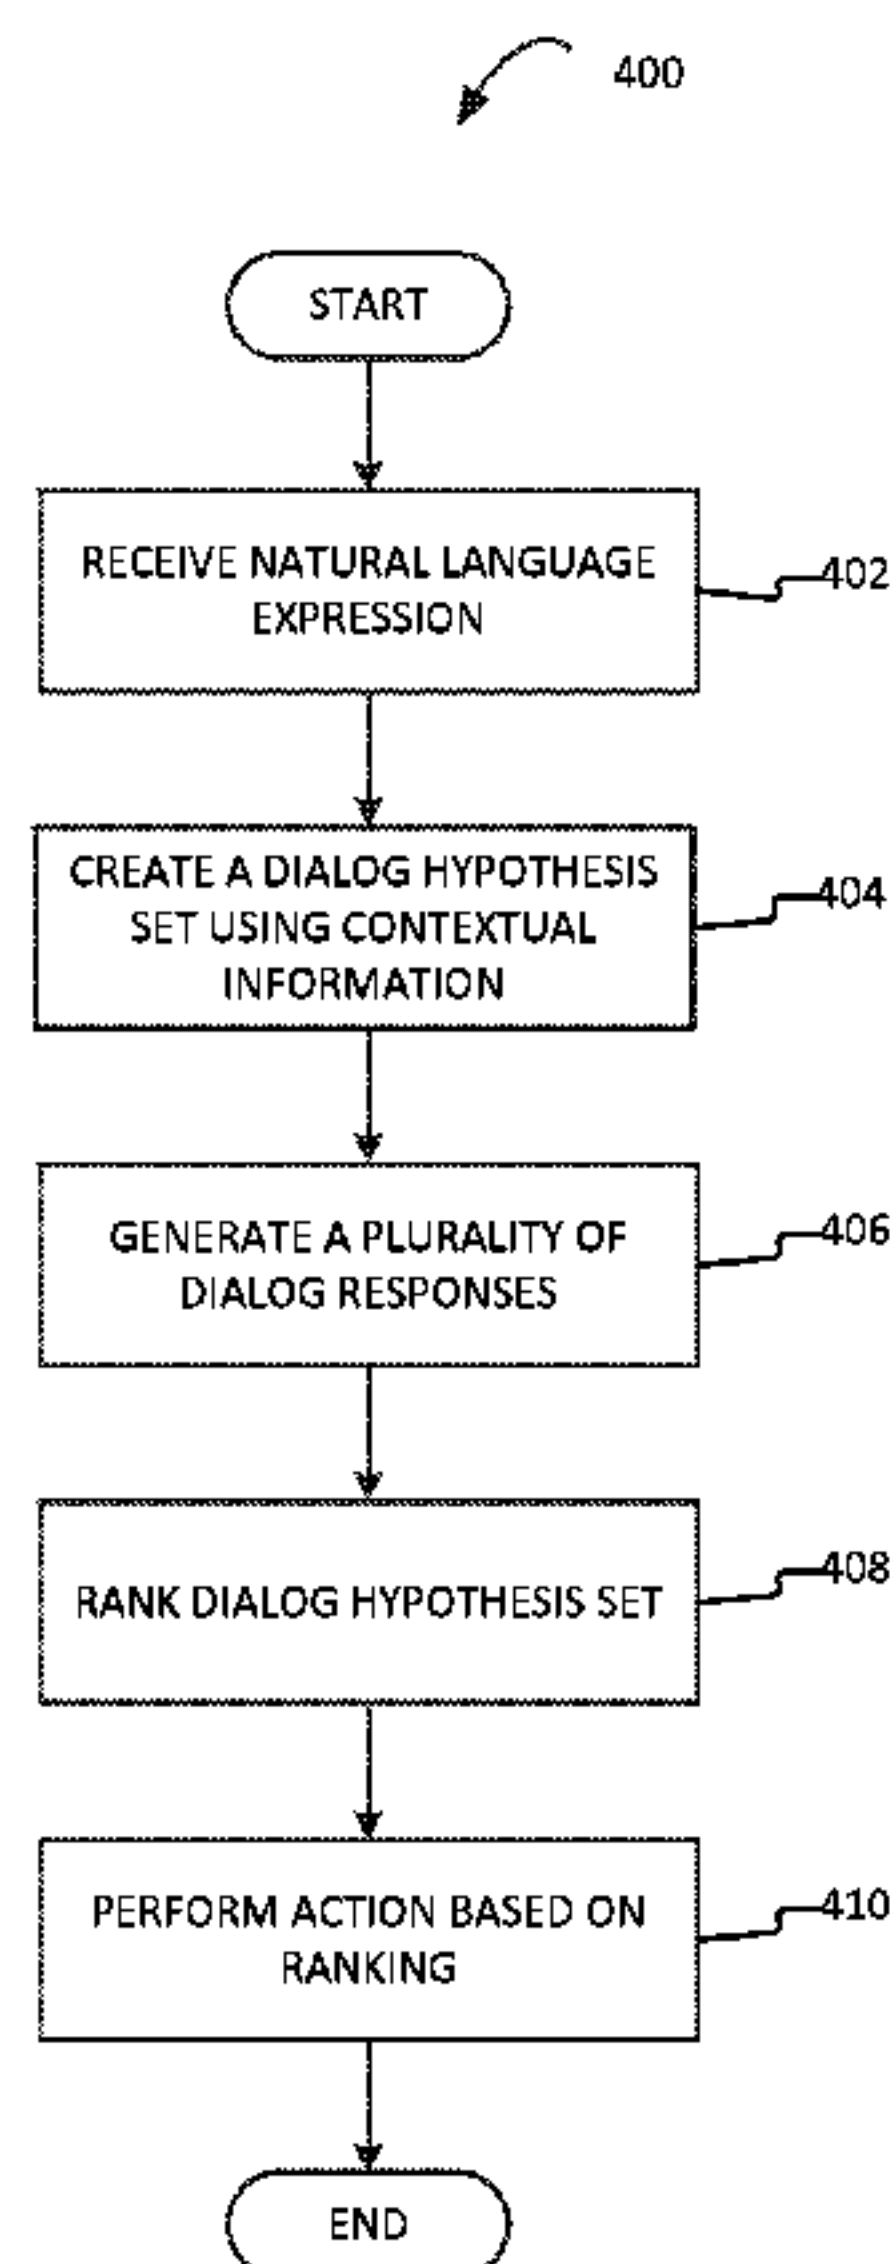 400
START
RECEIVE NATURAL LANGUAGE
EXPRESSION
402
CREATE A DIALOG HYPOTHESIS
SET USING CONTEXTUAL
INFORMATION
404
GENERATE A PLURALITY OF
DIALOG RESPONSES
406
RANK DIALOG HYPOTHESIS SET
408
PERFORM ACTION BASED ON
RANKING
410
END